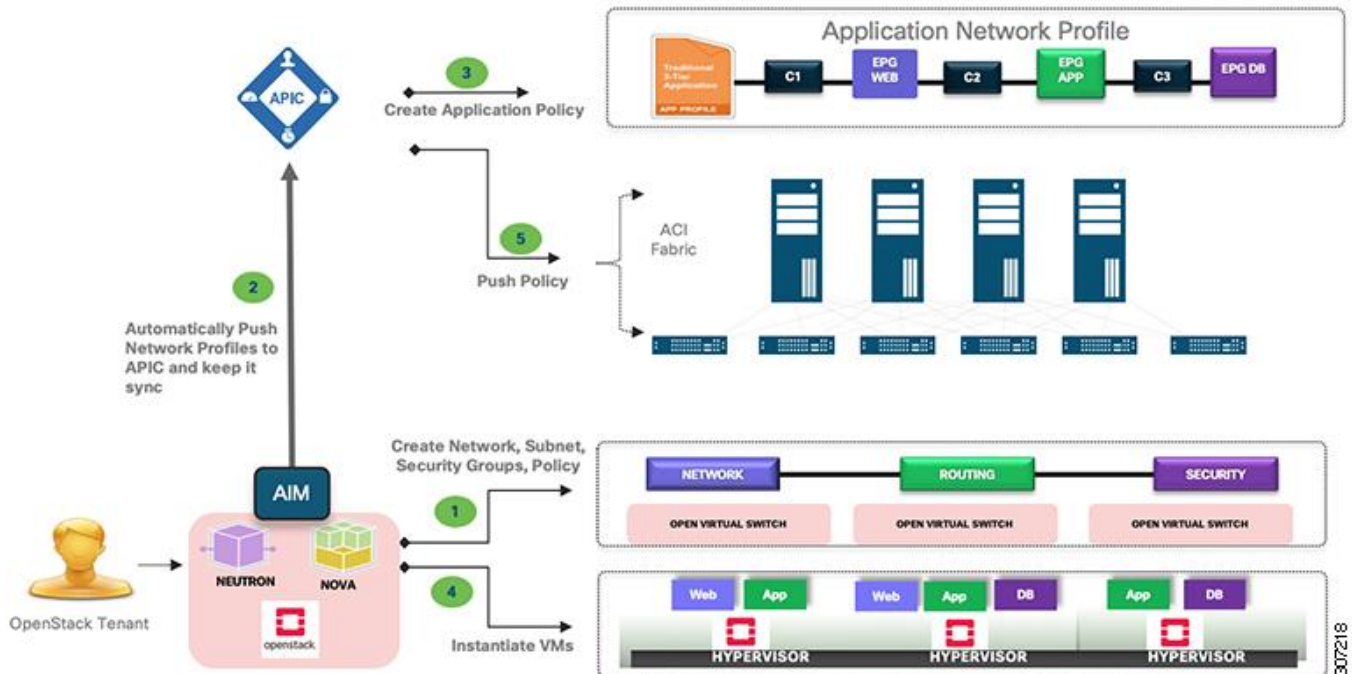 Application Network Profile
Traditional
3-Tier
Application
APP PROFILE
C1
EPG
WEB
C2
EPG
APP
C3
EPG DB
APIC
3
Create Application Policy
5
Push Policy
ACI
Fabric
2
Automatically Push
Network Profiles to
APIC and keep it
sync
Create Network, Subnet,
Security Groups, Policy
1
NETWORK
ROUTING
SECURITY
OPEN VIRTUAL SWITCH
OPEN VIRTUAL SWITCH
OPEN VIRTUAL SWITCH
AIM
NEUTRON
NOVA
openstack.
OpenStack Tenant
4
Instantiate VMs
Web
App
Web
App
DB
App
DB
HYPERVISOR
HYPERVISOR
HYPERVISOR
307218